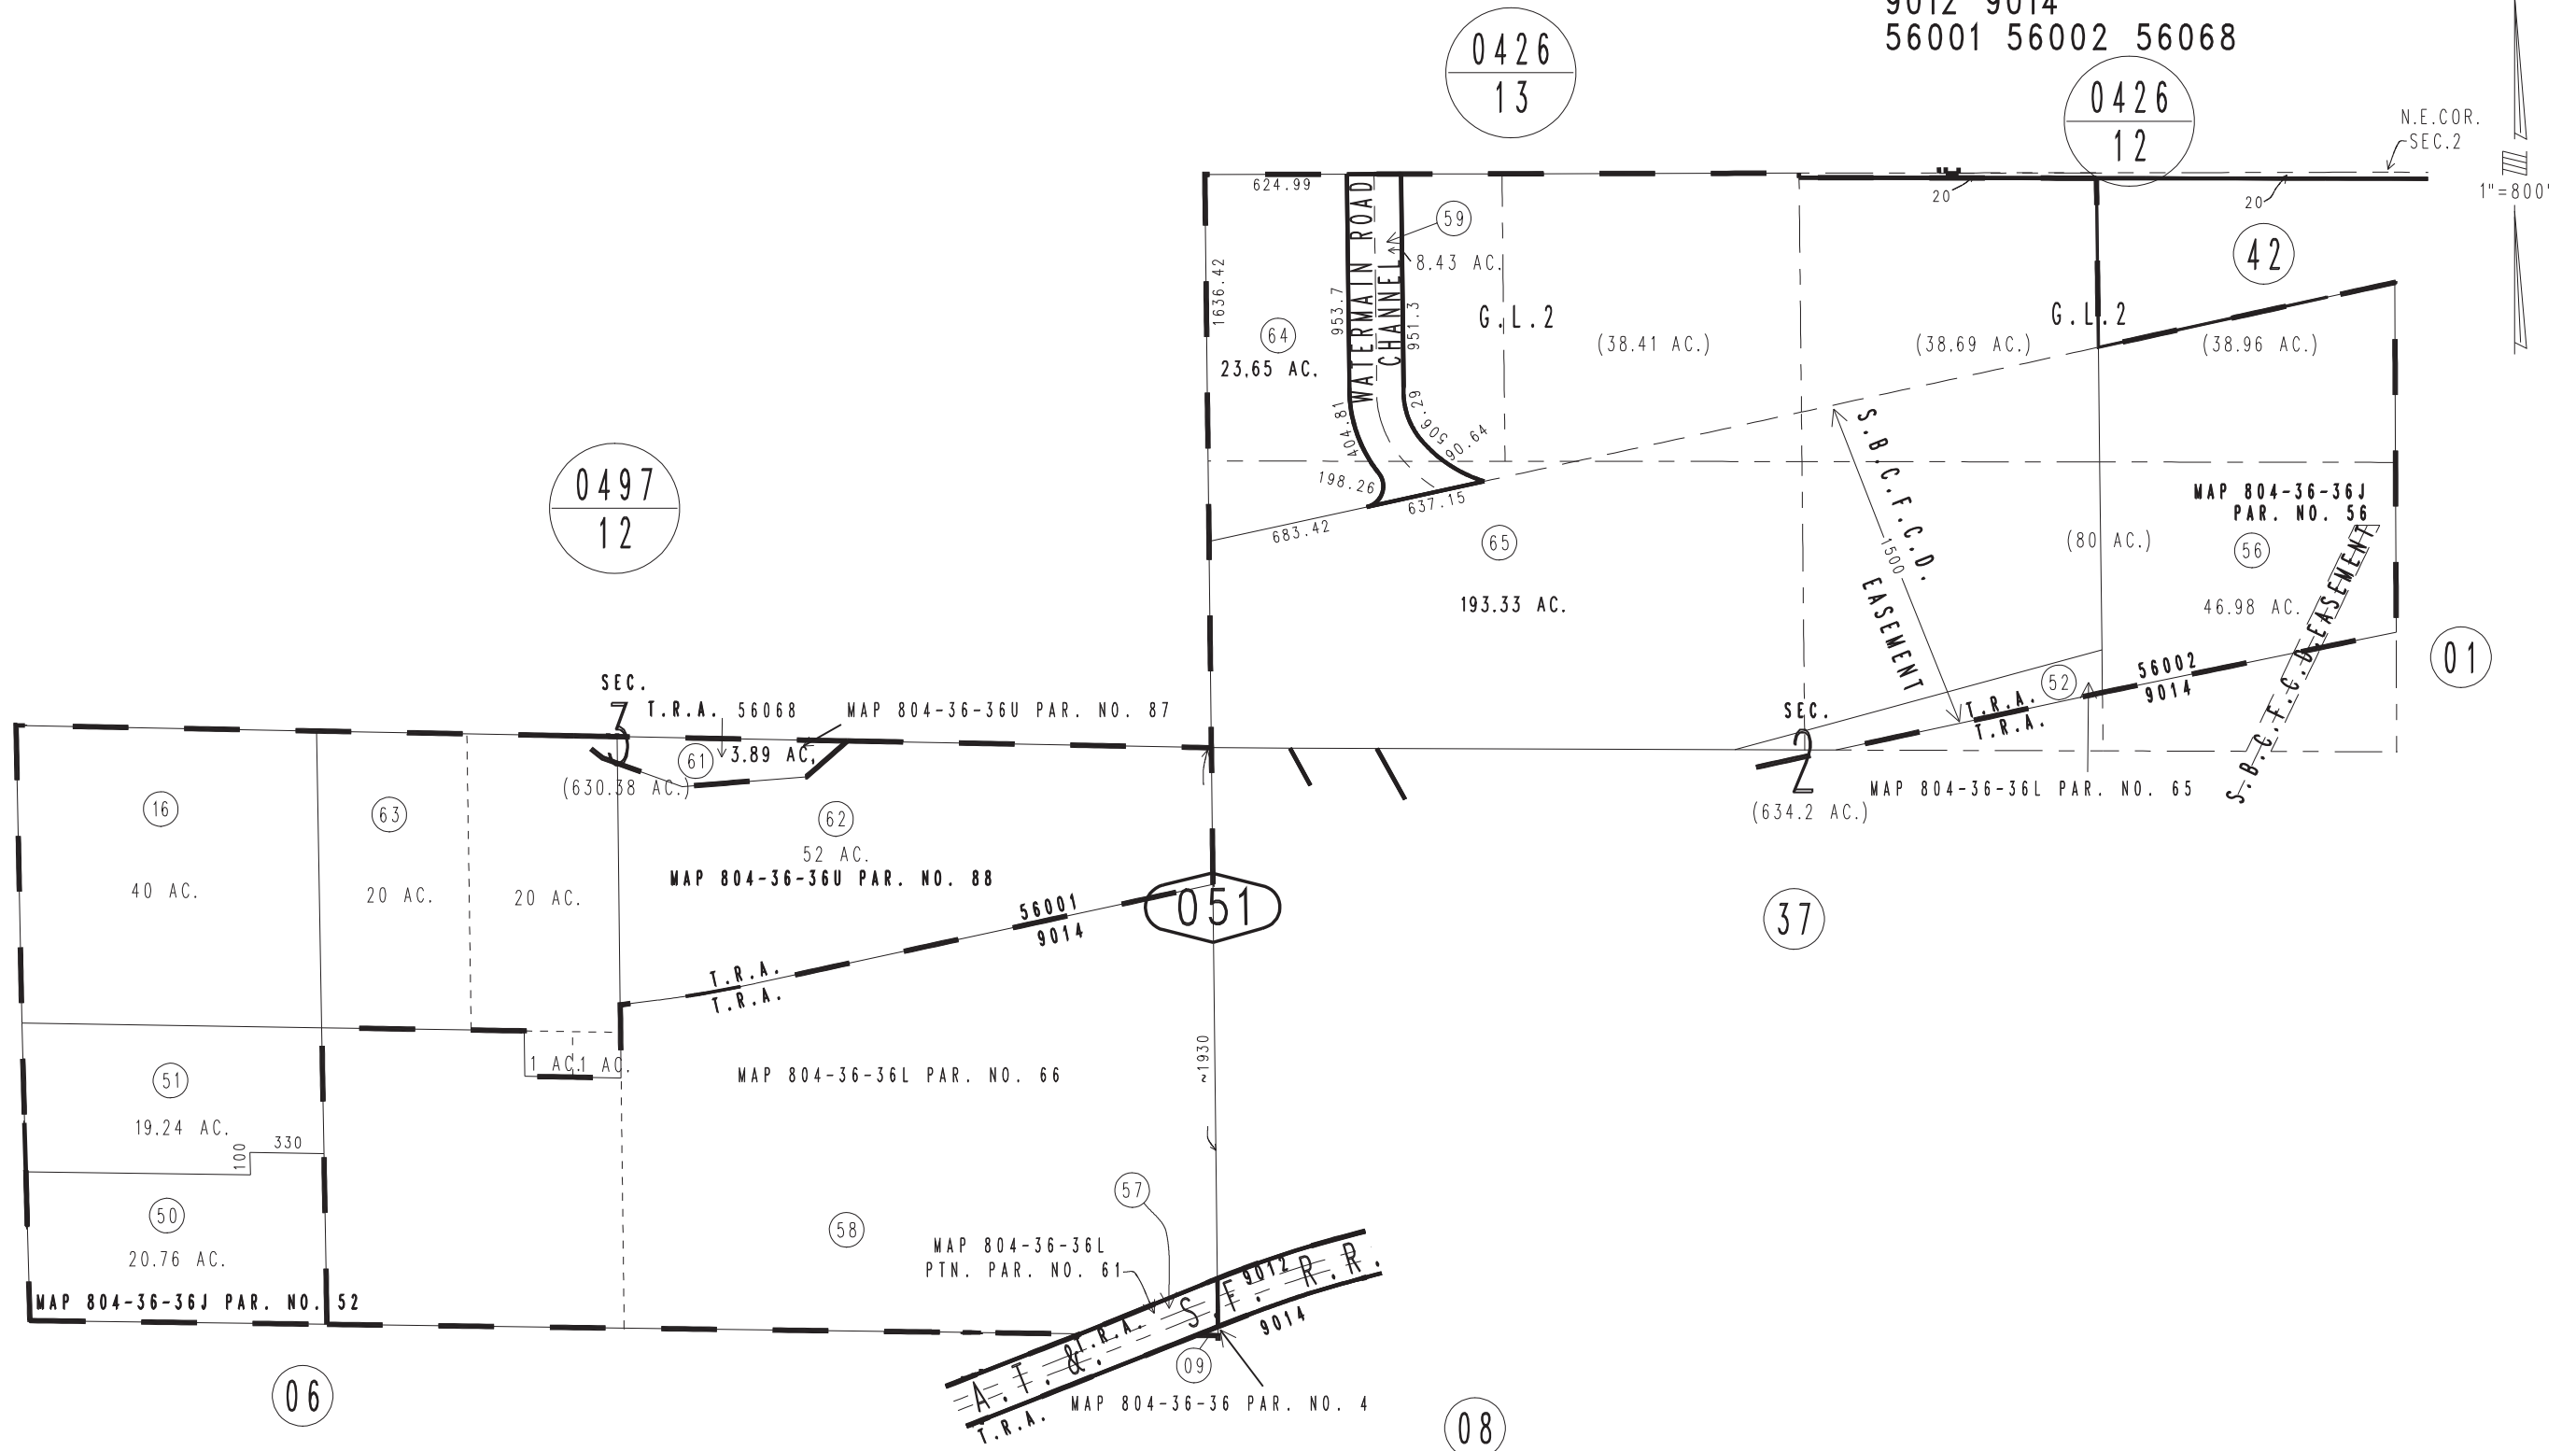 9012 9014
56001 56002 56068
0426
13
0426
12
N.E.COR.
SEC.2
1"=800'
624.99
20
20
WATERMAIN ROAD
CHANNEL
59
8.43 AC.
42
1636.42
953.7
951.3
G.L.2
G.L.2
64
23.65 AC.
(38.41 AC.)
(38.69 AC.)
(38.96 AC.)
404.81
506.29
90.64
198.26
637.15
683.42
S.B.C.F.C.D.
1500
EASEMENT
0497
12
MAP 804-36-36J
PAR. NO. 56
65
(80 AC.)
56
193.33 AC.
46.98 AC.
S.B.C.F.C.D.EASEMENT
01
SEC.
3
T.R.A. 56068
MAP 804-36-36U PAR. NO. 87
56002
9014
52
T.R.A.
T.R.A.
SEC.
2
61
3.89 AC.
(630.38 AC.)
(634.2 AC.)
MAP 804-36-36L PAR. NO. 65
16
63
62
52 AC.
MAP 804-36-36U PAR. NO. 88
40 AC.
20 AC.
20 AC.
56001
9014
051
37
T.R.A.
T.R.A.
1 AC.
1 AC.
51
MAP 804-36-36L PAR. NO. 66
~1930
19.24 AC.
100
330
50
20.76 AC.
57
58
MAP 804-36-36L
PTN. PAR. NO. 61
MAP 804-36-36J PAR. NO. 52
A.T. & S.F. R.R.
9012
9014
T.R.A.
T.R.A.
09
MAP 804-36-36 PAR. NO. 4
06
08